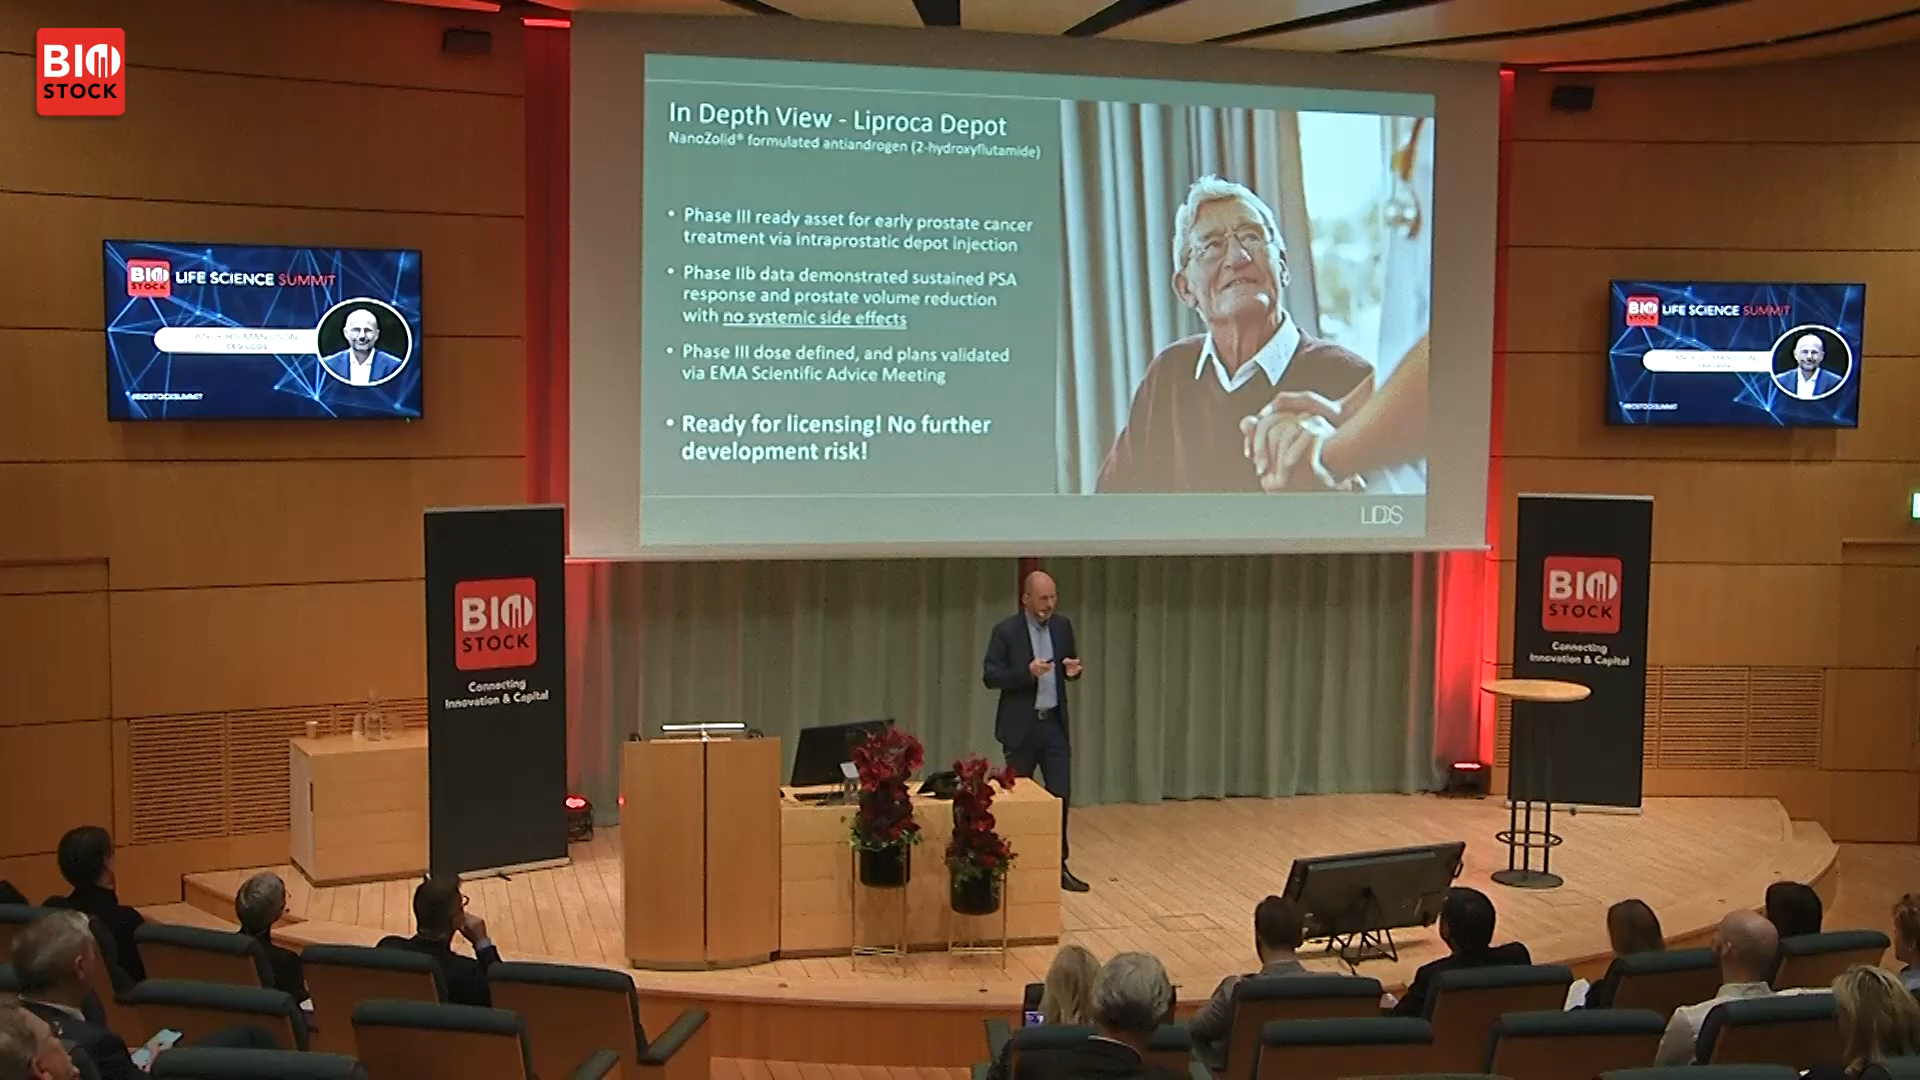 BIO
STOCK
In Depth View - Liproca Depot
NanoZolid® formulated antiandrogen (2-hydroxyflutamide)
• Phase III ready asset for early prostate cancer
treatment via intraprostatic depot injection
• Phase IIb data demonstrated sustained PSA
response and prostate volume reduction
with no systemic side effects
• Phase III dose defined, and plans validated
via EMA Scientific Advice Meeting
• Ready for licensing! No further
development risk!
LIDDS
BIO
STOCK
LIFE SCIENCE SUMMIT
#BIOSTOCKSUMMIT
BIO
STOCK
LIFE SCIENCE SUMMIT
#BIOSTOCKSUMMIT
BIO
STOCK
Connecting
Innovation & Capital
BIO
STOCK
Connecting
Innovation & Capital